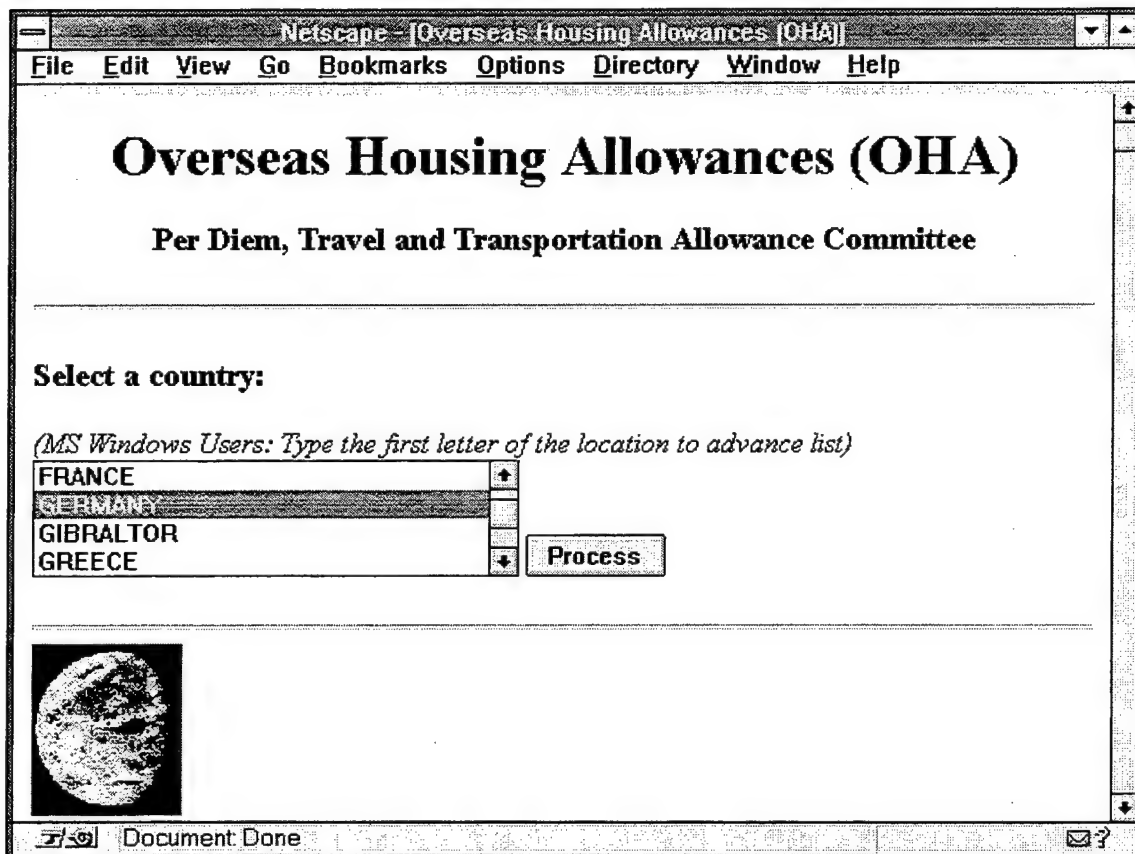 Netscape - [Overseas Housing Allowances (OHA)]
File Edit View Go Bookmarks Options Directory Window Help
Overseas Housing Allowances (OHA)
Per Diem, Travel and Transportation Allowance Committee
Select a country:
(MS Windows Users: Type the first letter of the location to advance list)
FRANCE
GERMANY
GIBRALTOR
GREECE
Process
Document: Done